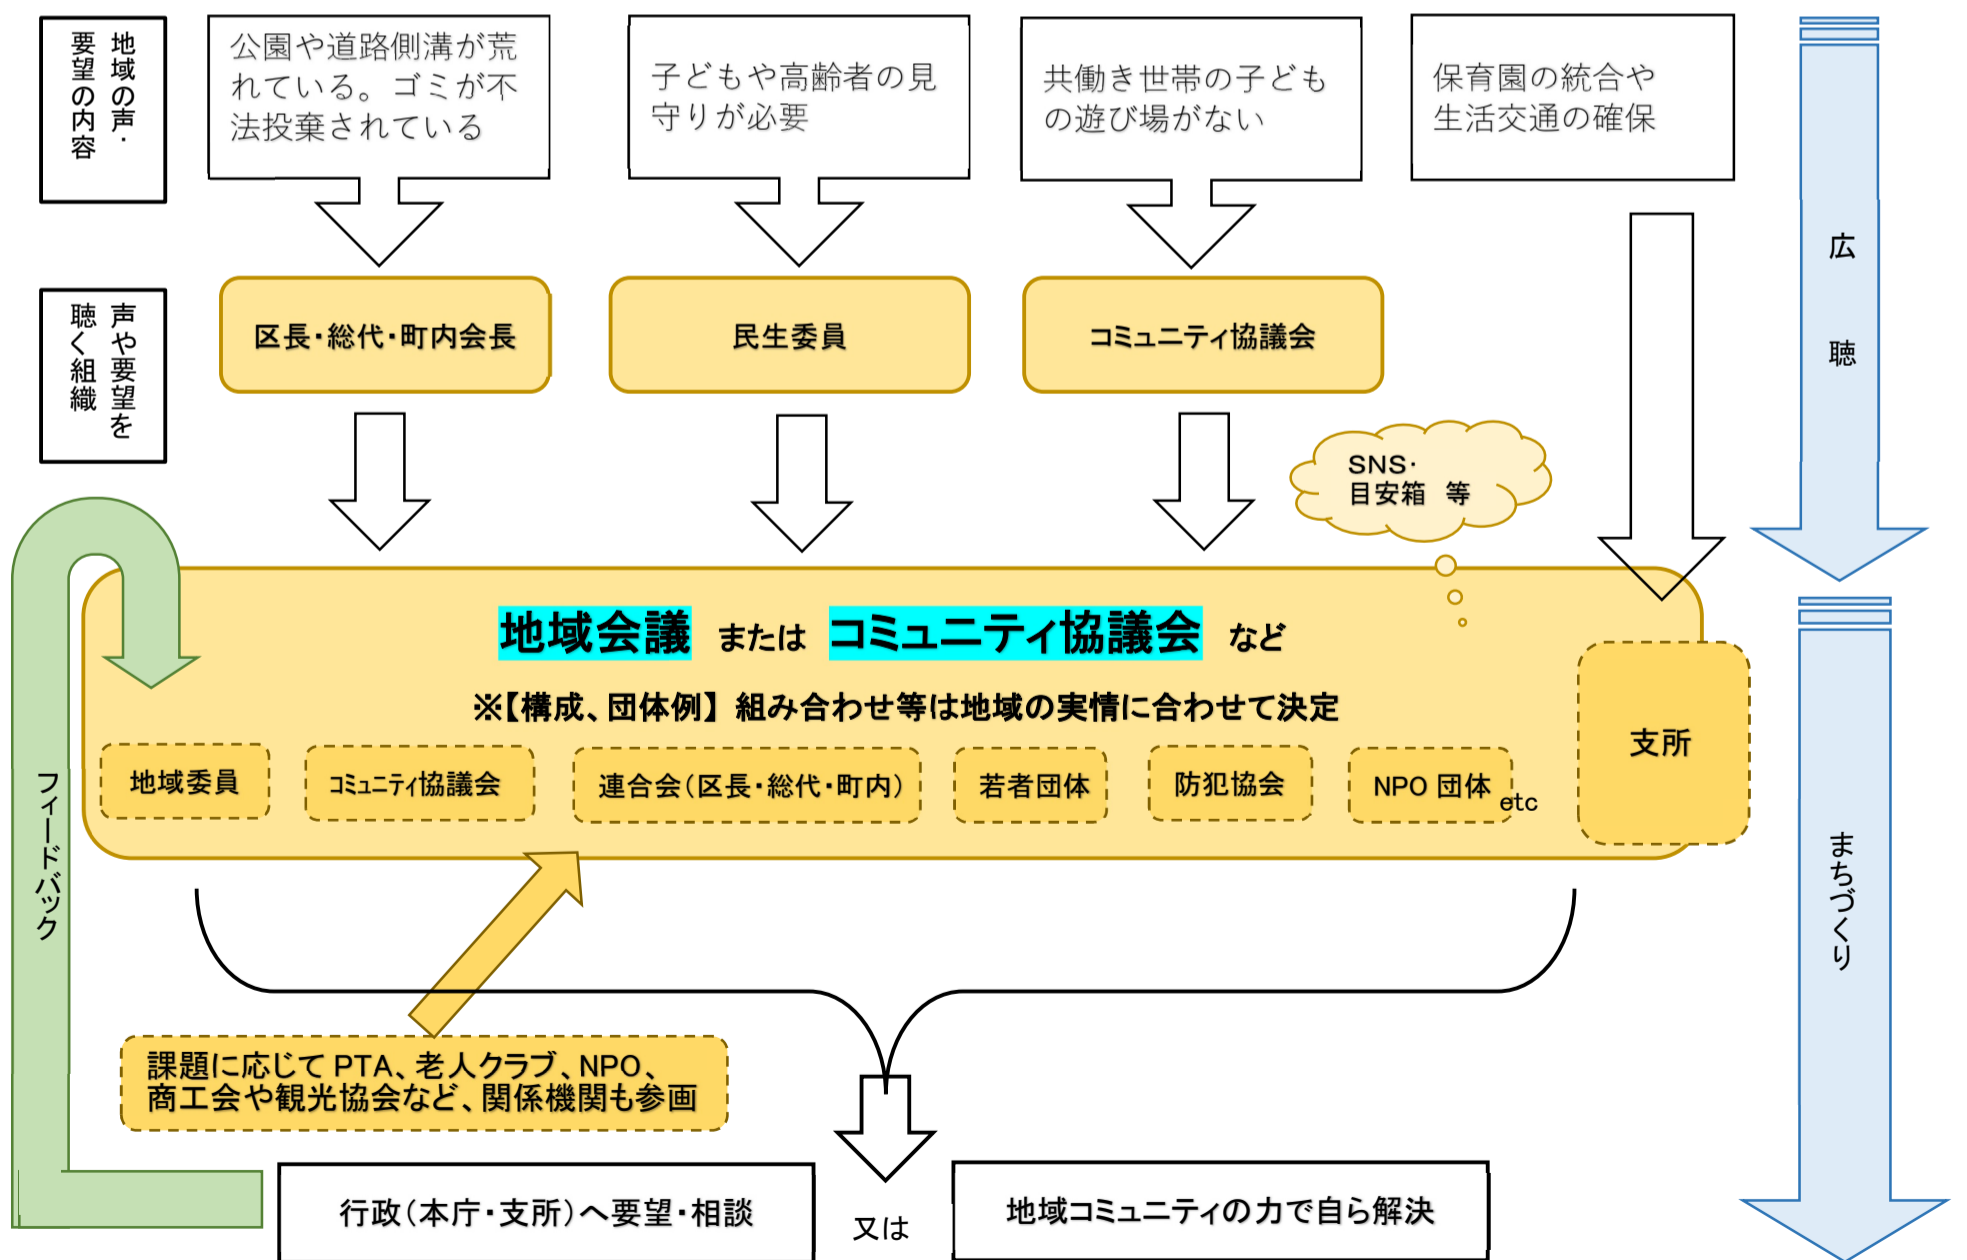 地域の声・
要望の内容
公園や道路側溝が荒
れている。ゴミが不
法投棄されている
子どもや高齢者の見
守りが必要
共働き世帯の子ども
の遊び場がない
保育園の統合や
生活交通の確保
広聴
声や要望を
聴く組織
区長・総代・町内会長
民生委員
コミュニティ協議会
SNS・
目安箱 等
地域会議 または コミュニティ協議会 など
※【構成、団体例】 組み合わせ等は地域の実情に合わせて決定
地域委員
コミュニティ協議会
連合会(区長・総代・町内)
若者団体
防犯協会
NPO 団体
etc
支所
フィードバック
まちづくり
課題に応じて PTA、老人クラブ、NPO、
商工会や観光協会など、関係機関も参画
行政(本庁・支所)へ要望・相談
又は
地域コミュニティの力で自ら解決